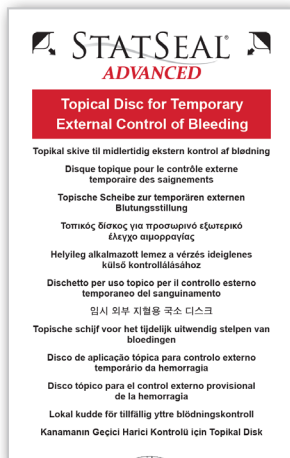 STATSEAL®
ADVANCED
Topical Disc for Temporary
External Control of Bleeding
Topikal skive til midlertidig ekstern kontrol af blødning
Disque topique pour le contrôle externe
temporaire des saignements
Topische Scheibe zur temporären externen
Blutungsstillung
Τοπικός δίσκος για προσωρινό εξωτερικό
έλεγχο αιμορραγίας
Helyileg alkalmazott lemez a vérzés ideiglenes
külső kontrollálásához
Dischetto per uso topico per il controllo esterno
temporaneo del sanguinamento
임시 외부 지혈용 국소 디스크
Topische schijf voor het tijdelijk uitwendig stelpen van
bloedingen
Disco de aplicação tópica para controlo externo
temporário da hemorragia
Disco tópico para el control externo provisional
de la hemorragia
Lokal kudde för tillfällig yttre blödningskontroll
Kanamanın Geçici Harici Kontrolü için Topikal Disk